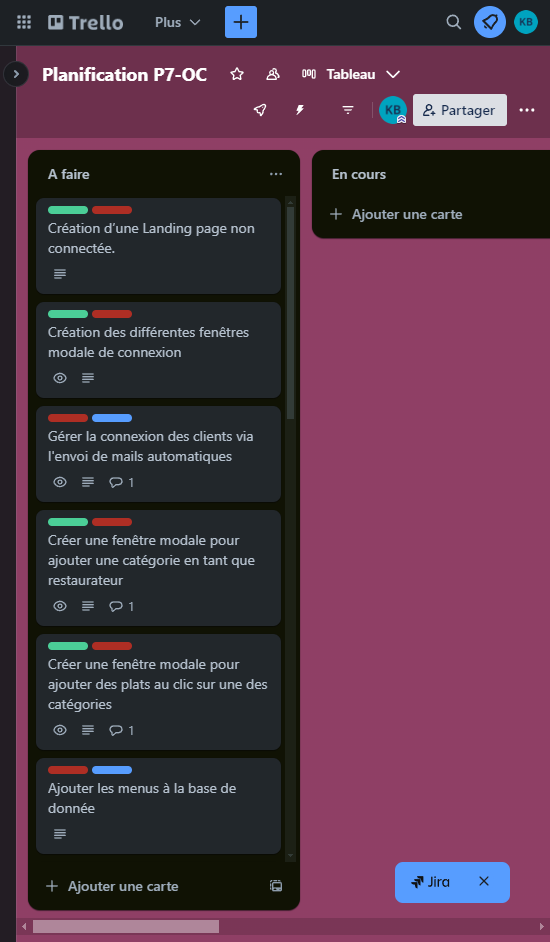 Trello
Plus
KB
Planification P7-OC
Tableau
KB
Partager
A faire
Création d'une Landing page non
connectée.
Création des différentes fenêtres
modale de connexion
Gérer la connexion des clients via
l'envoi de mails automatiques
1
Créer une fenêtre modale pour
ajouter une catégorie en tant que
restaurateur
1
Créer une fenêtre modale pour
ajouter des plats au clic sur une des
catégories
1
Ajouter les menus à la base de
donnée
Ajouter une carte
En cours
Ajouter une carte
Jira